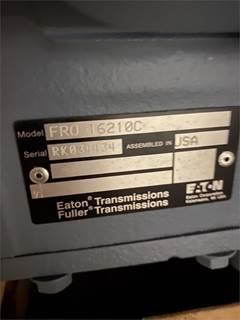 Model FRO 16210C
Serial ASSEMBLED IN USA
Eaton® Transmissions
Fuller® Transmissions
EATON